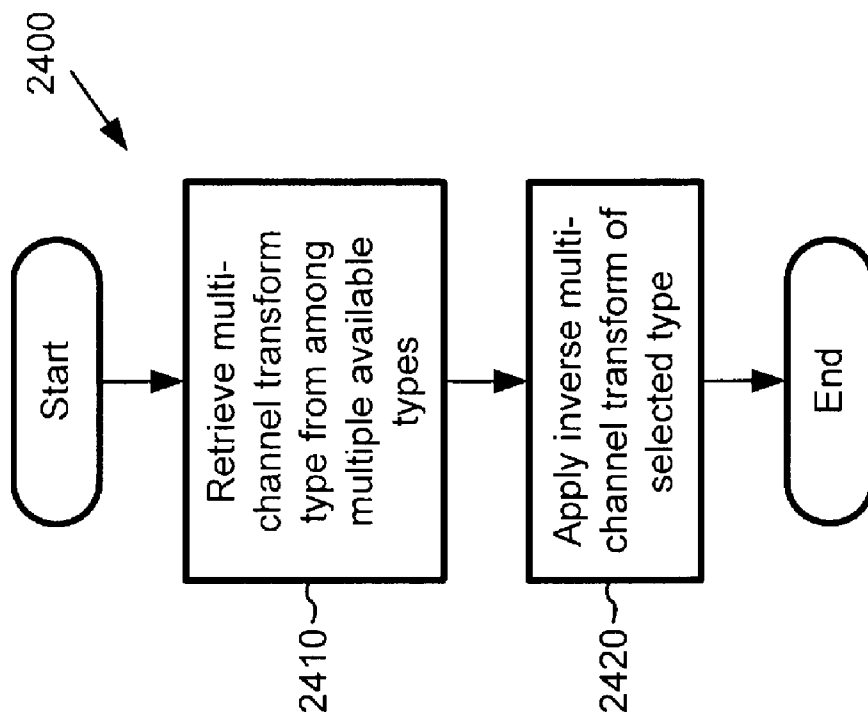 2400
Start
2410
Retrieve multi-
channel transform
type from among
multiple available
types
2420
Apply inverse multi-
channel transform of
selected type
End